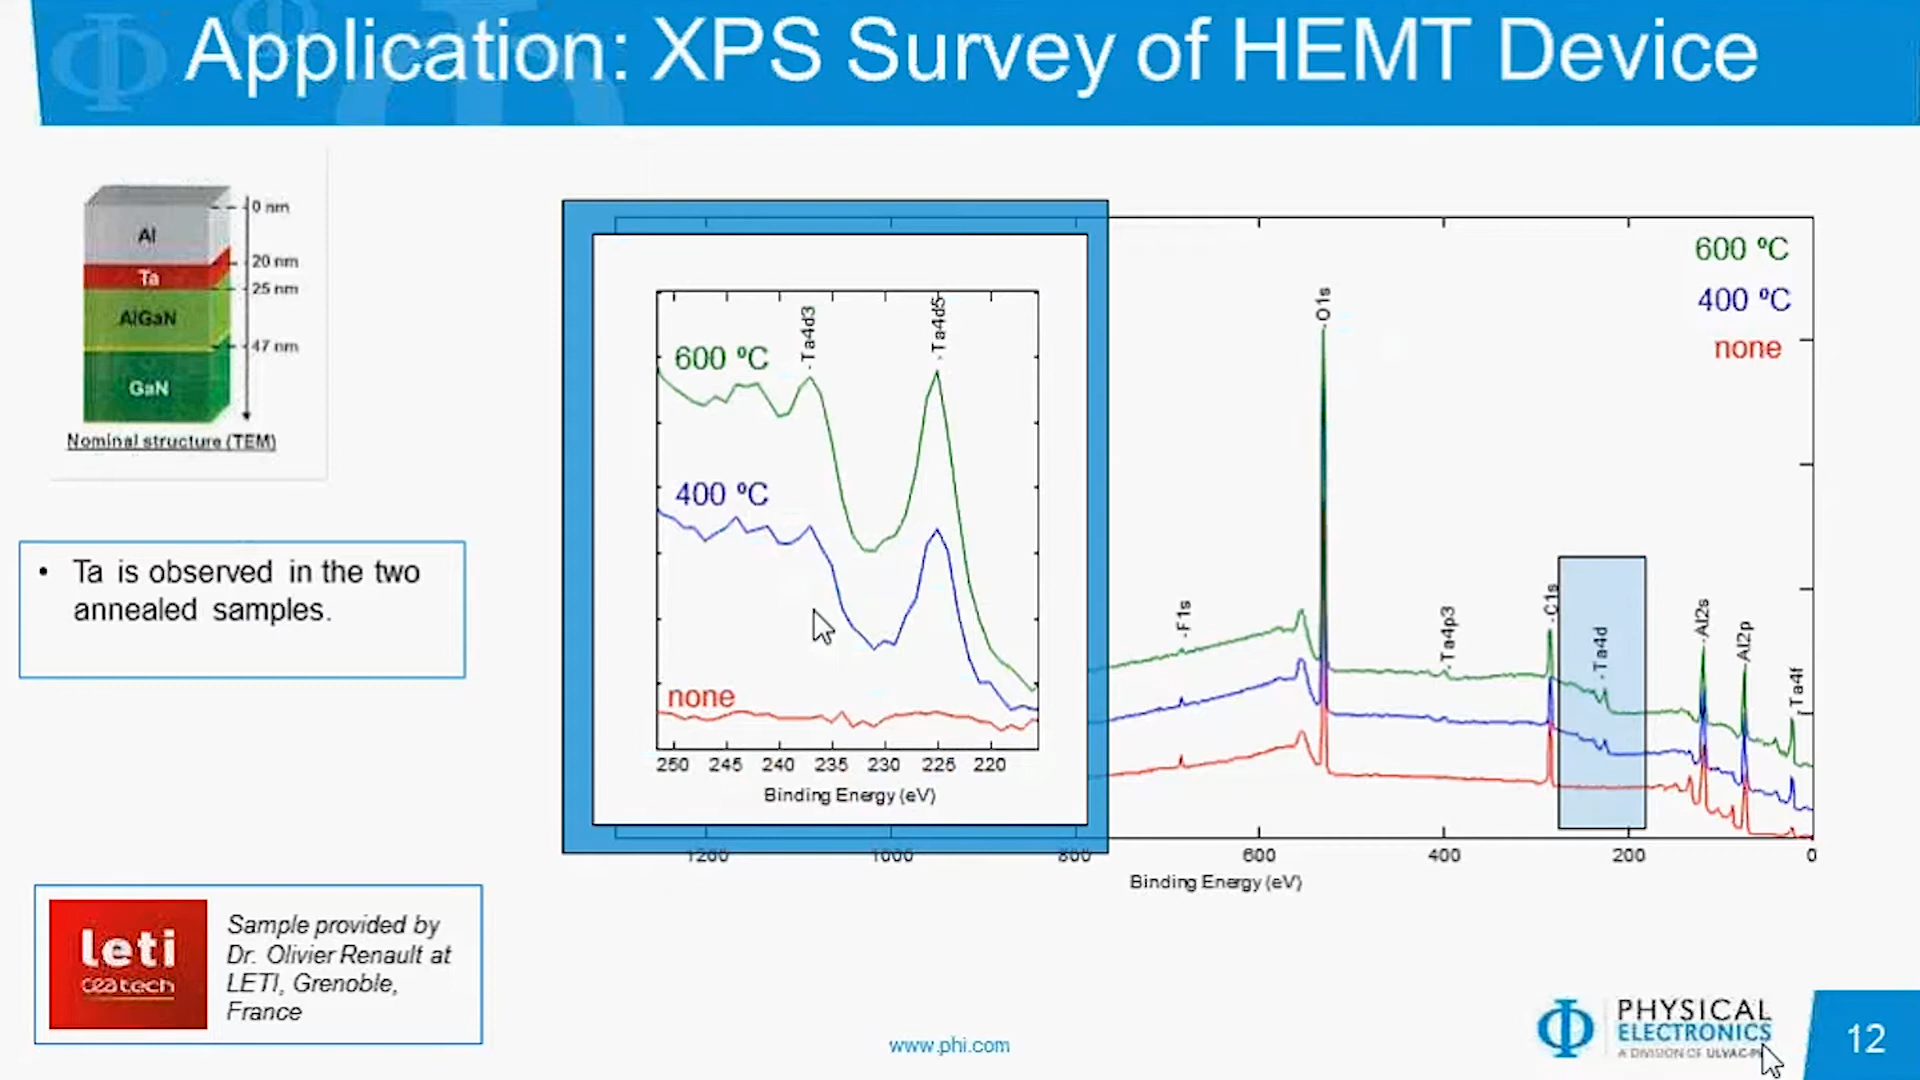 Application: XPS Survey of HEMT Device
Al
Ta
AlGaN
GaN
0 nm
20 nm
25 nm
47 nm
Nominal structure (TEM)
• Ta is observed in the two
annealed samples.
leti
ceatech
Sample provided by
Dr. Olivier Renault at
LETI, Grenoble,
France
-Ta4d3
-Ta4d5
600 ºC
400 ºC
none
250 245 240 235 230 225 220
Binding Energy (eV)
600 ºC
400 ºC
none
-O1s
-F1s
-Ta4p3
-C1s
-Ta4d
-Al2s
-Al2p
-Ta4f
1200 1000 800 600 400 200 0
Binding Energy (eV)
www.phi.com
PHYSICAL
ELECTRONICS
A DIVISION OF
12